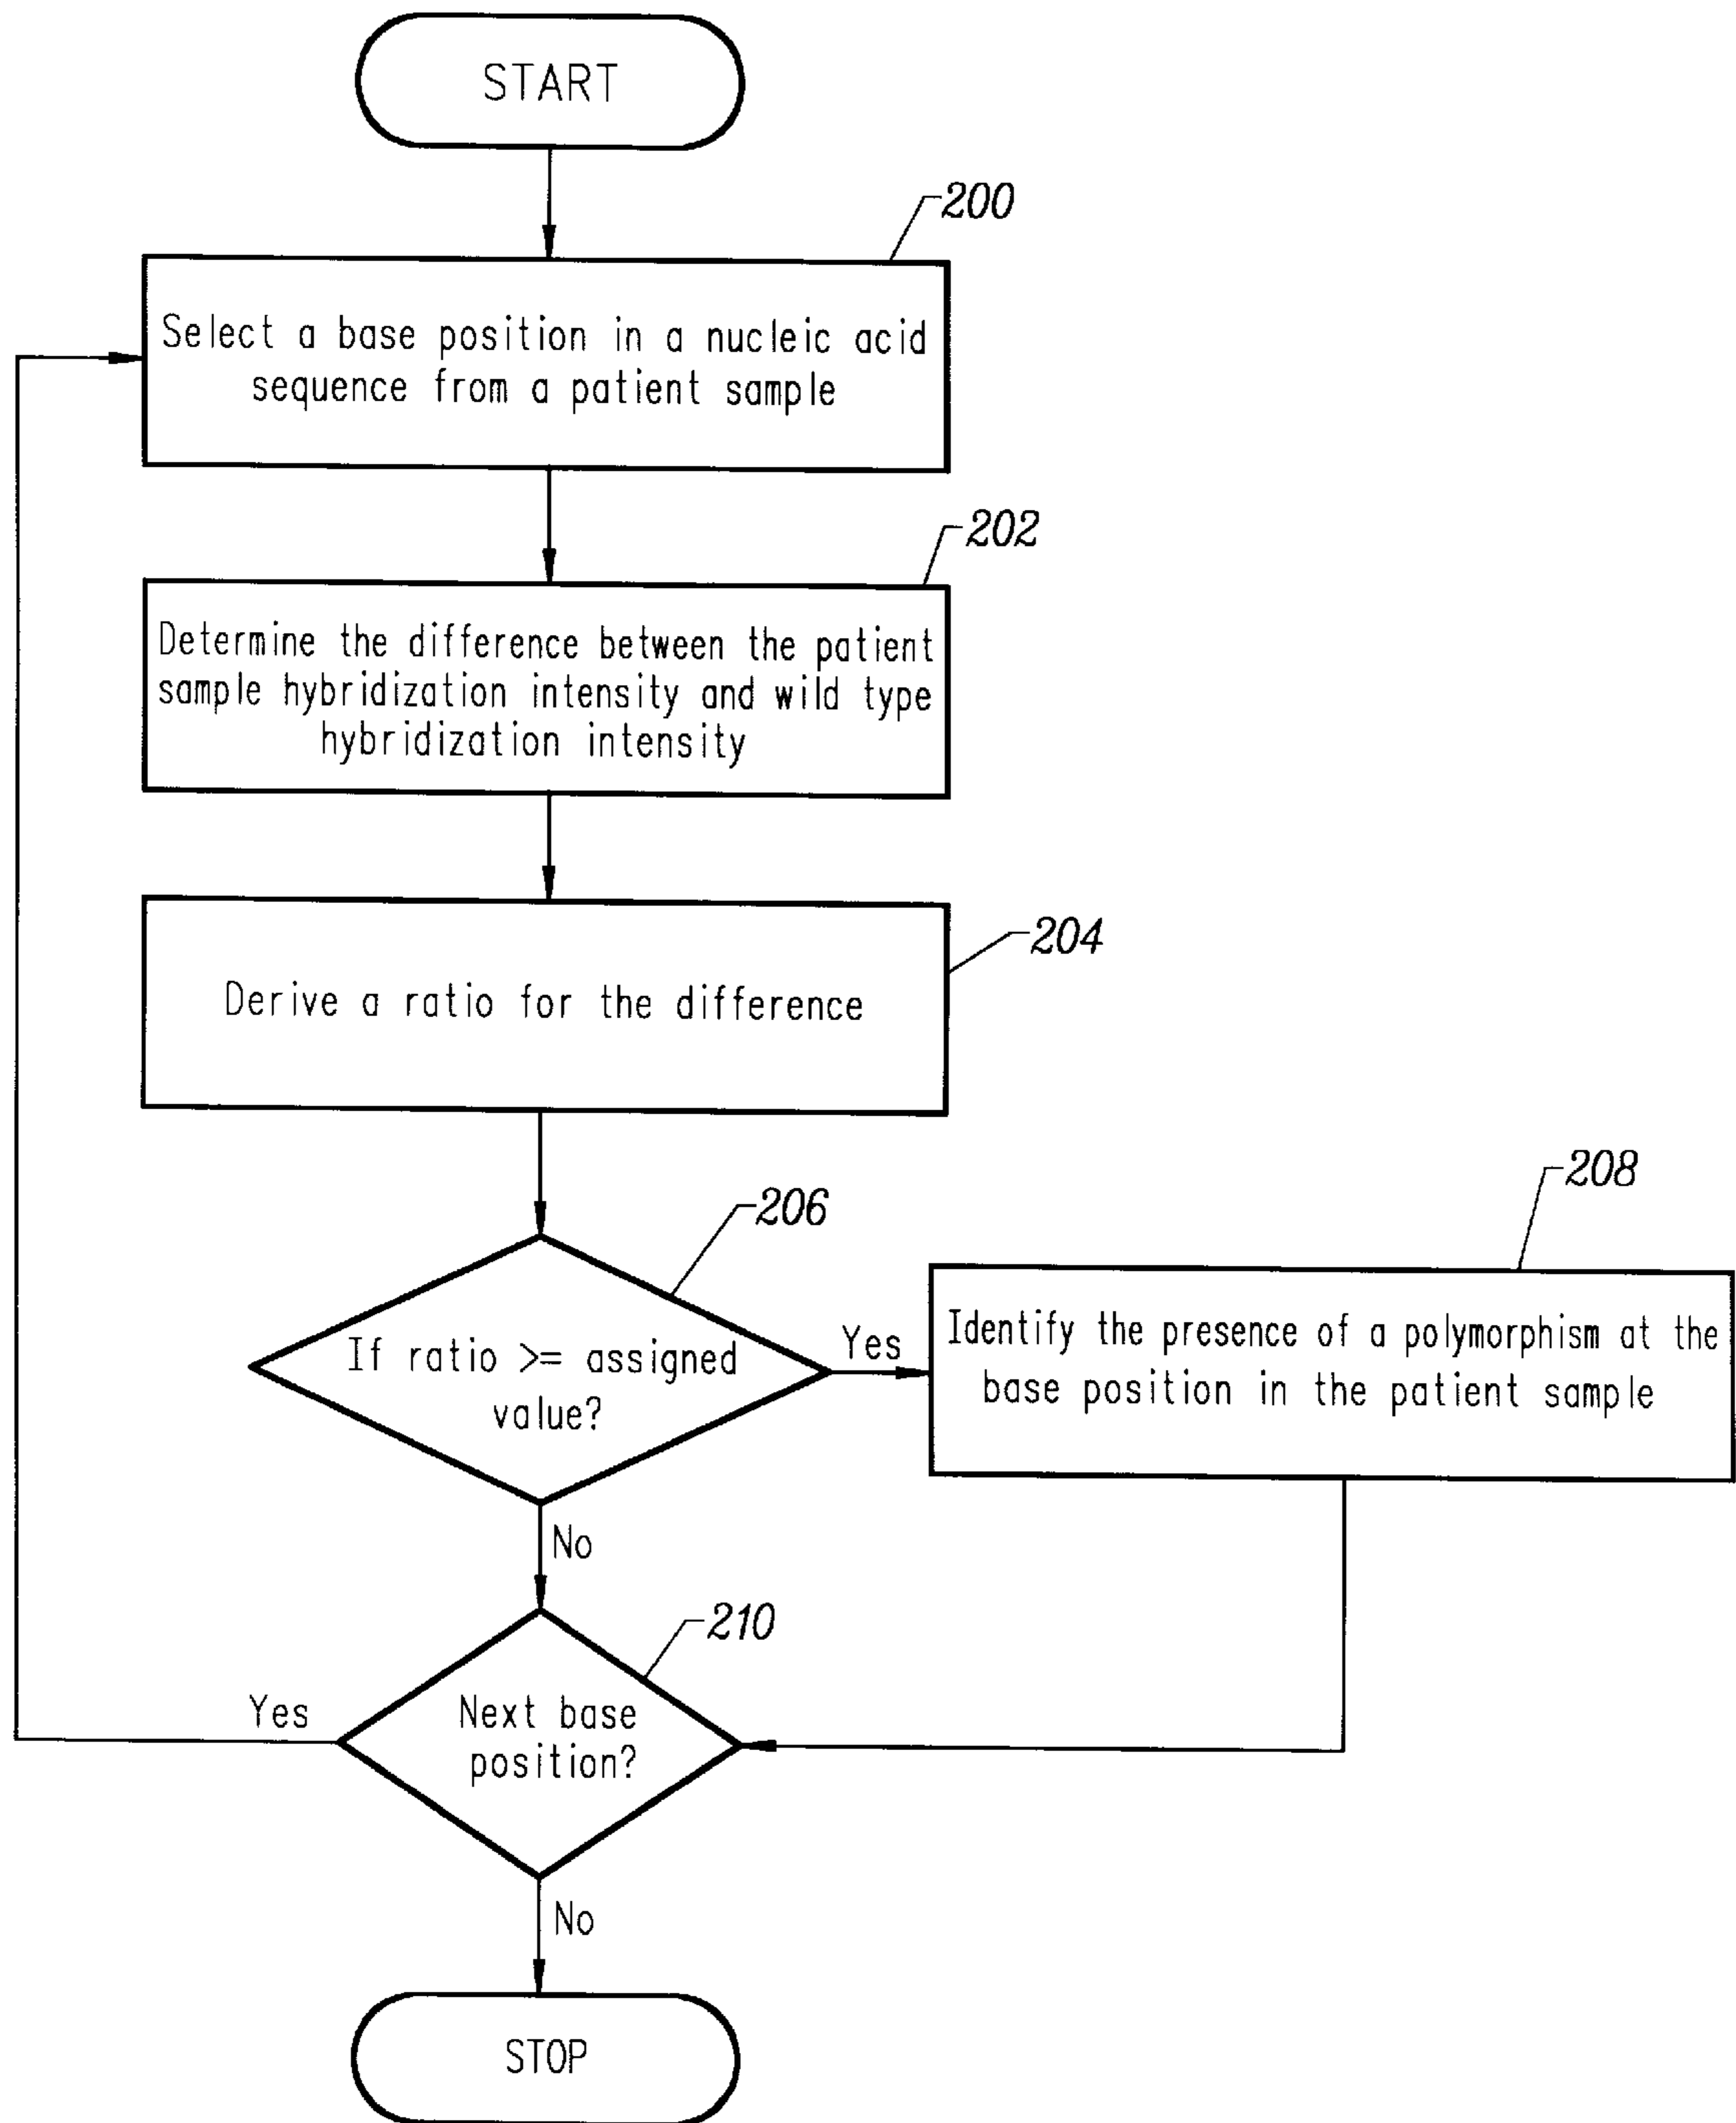 START
200
Select a base position in a nucleic acid
sequence from a patient sample
202
Determine the difference between the patient
sample hybridization intensity and wild type
hybridization intensity
204
Derive a ratio for the difference
206
If ratio >= assigned
value?
Yes
208
Identify the presence of a polymorphism at the
base position in the patient sample
No
210
Next base
position?
Yes
No
STOP